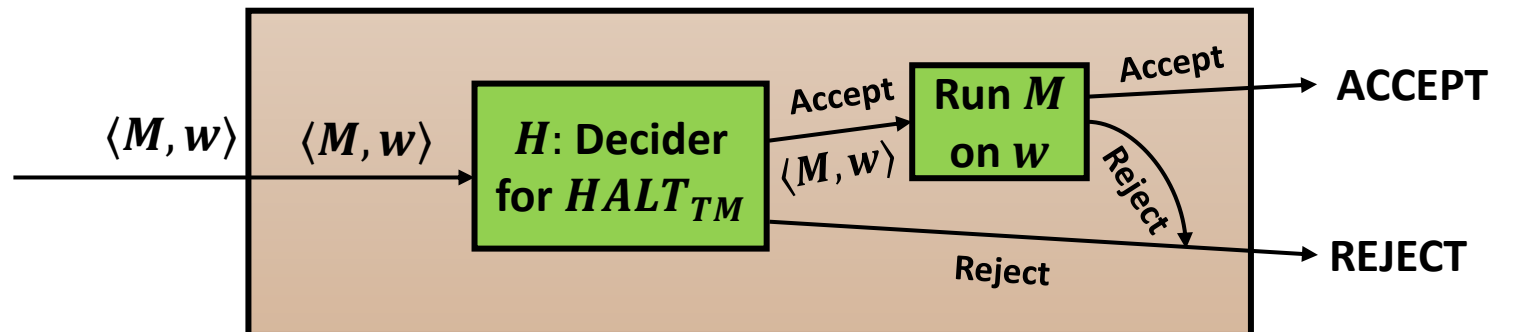 ⟨M, w⟩
⟨M, w⟩
H: Decider
for HALT_TM
Accept
⟨M, w⟩
Run M
on w
Accept
ACCEPT
Reject
Reject
REJECT